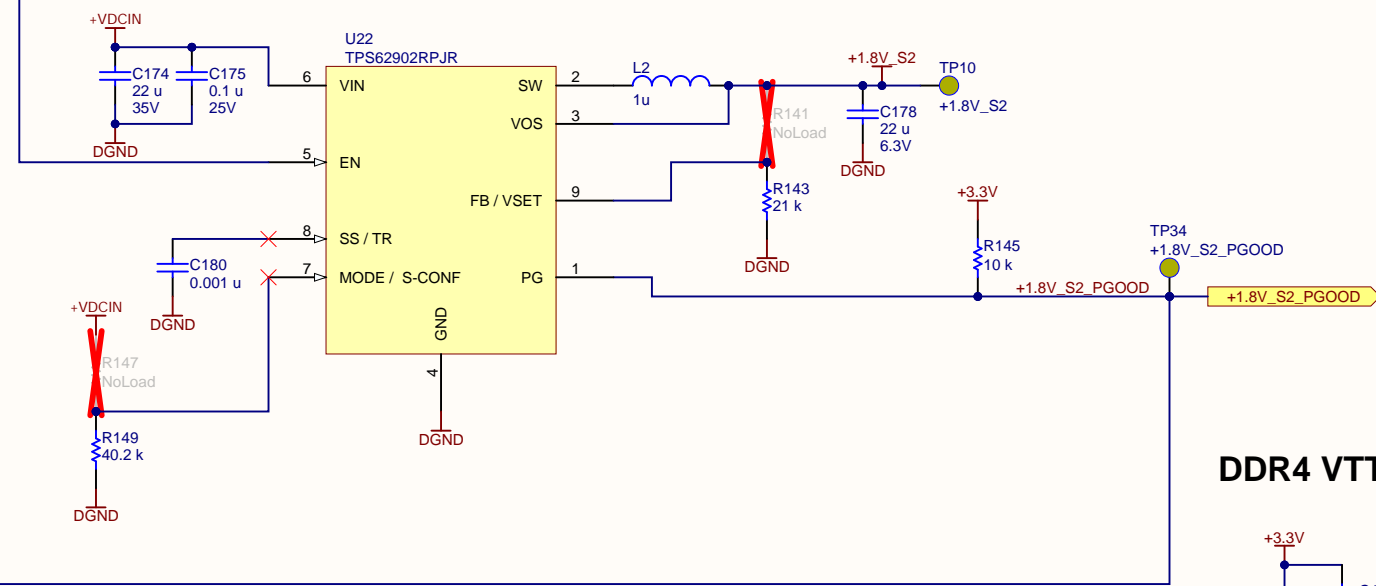 +VDCIN
C174
22 u
35V
C175
0.1 u
25V
DGND
U22
TPS62902RPJR
6
VIN
5
EN
8
SS / TR
7
MODE / S-CONF
SW
2
VOS
3
FB / VSET
9
PG
1
GND
4
DGND
L2
1u
R141
NoLoad
R143
21 k
DGND
+1.8V_S2
C178
22 u
6.3V
DGND
TP10
+1.8V_S2
+3.3V
R145
10 k
+1.8V_S2_PGOOD
TP34
+1.8V_S2_PGOOD
+1.8V_S2_PGOOD
C180
0.001 u
DGND
+VDCIN
R147
NoLoad
R149
40.2 k
DGND
DDR4 VTT
+3.3V